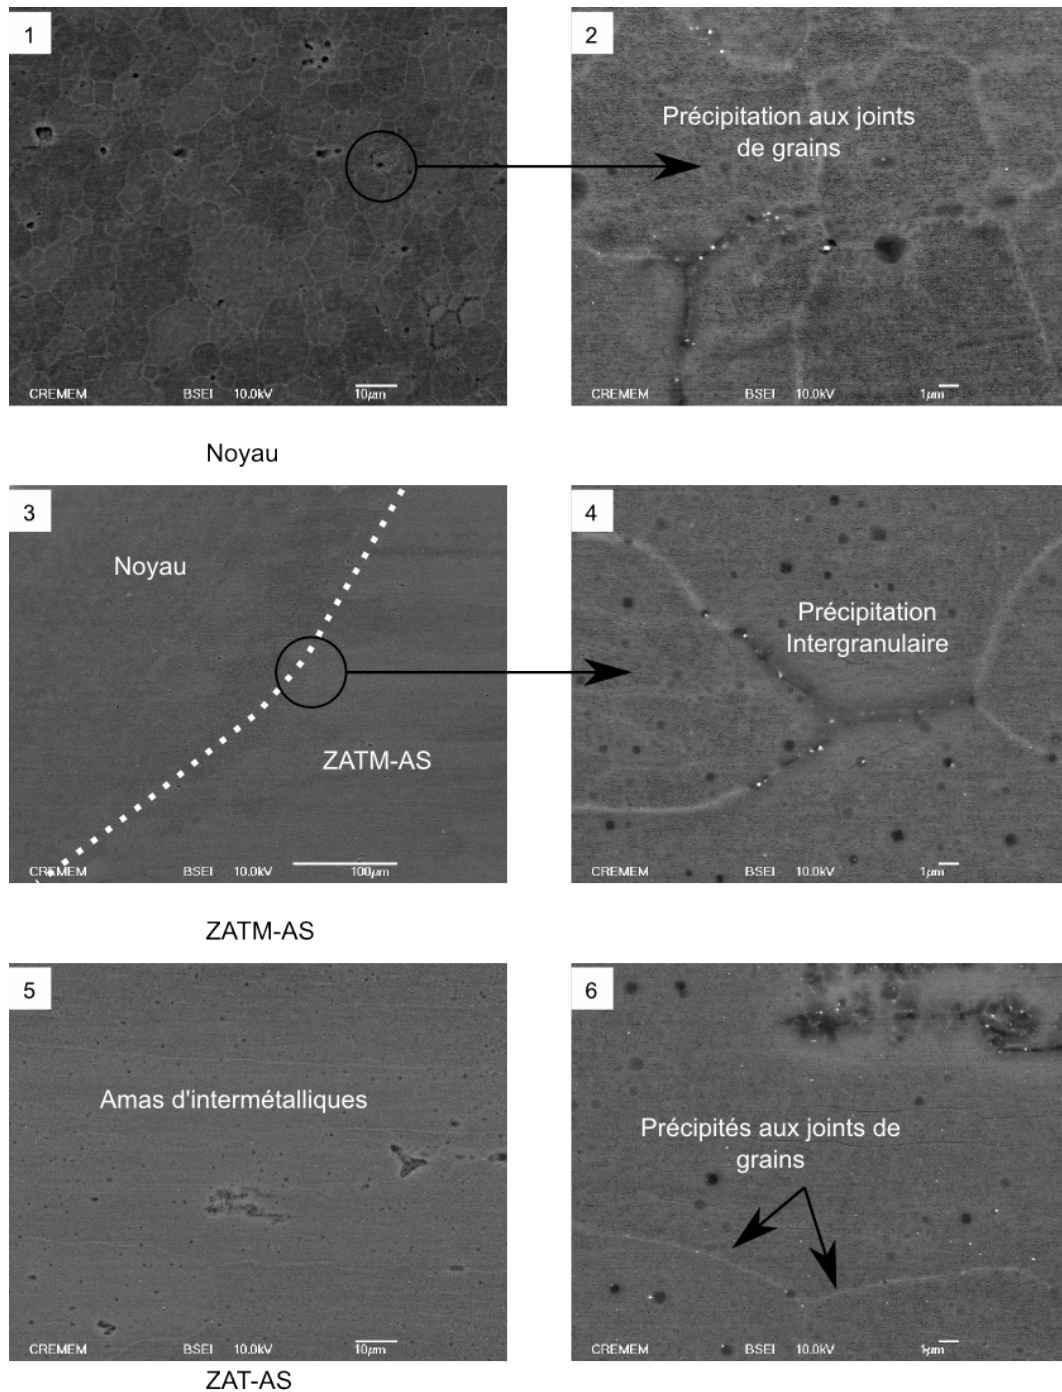 1
CREMEM BSEI 10.0kV 10µm
2
Précipitation aux joints
de grains
CREMEM BSEI 10.0kV 1µm
Noyau
3
Noyau
ZATM-AS
CREMEM BSEI 10.0kV 100µm
4
Précipitation
Intergranulaire
CREMEM BSEI 10.0kV 1µm
ZATM-AS
5
Amas d'intermétalliques
CREMEM BSEI 10.0kV 10µm
6
Précipités aux joints de
grains
CREMEM BSEI 10.0kV 1µm
ZAT-AS